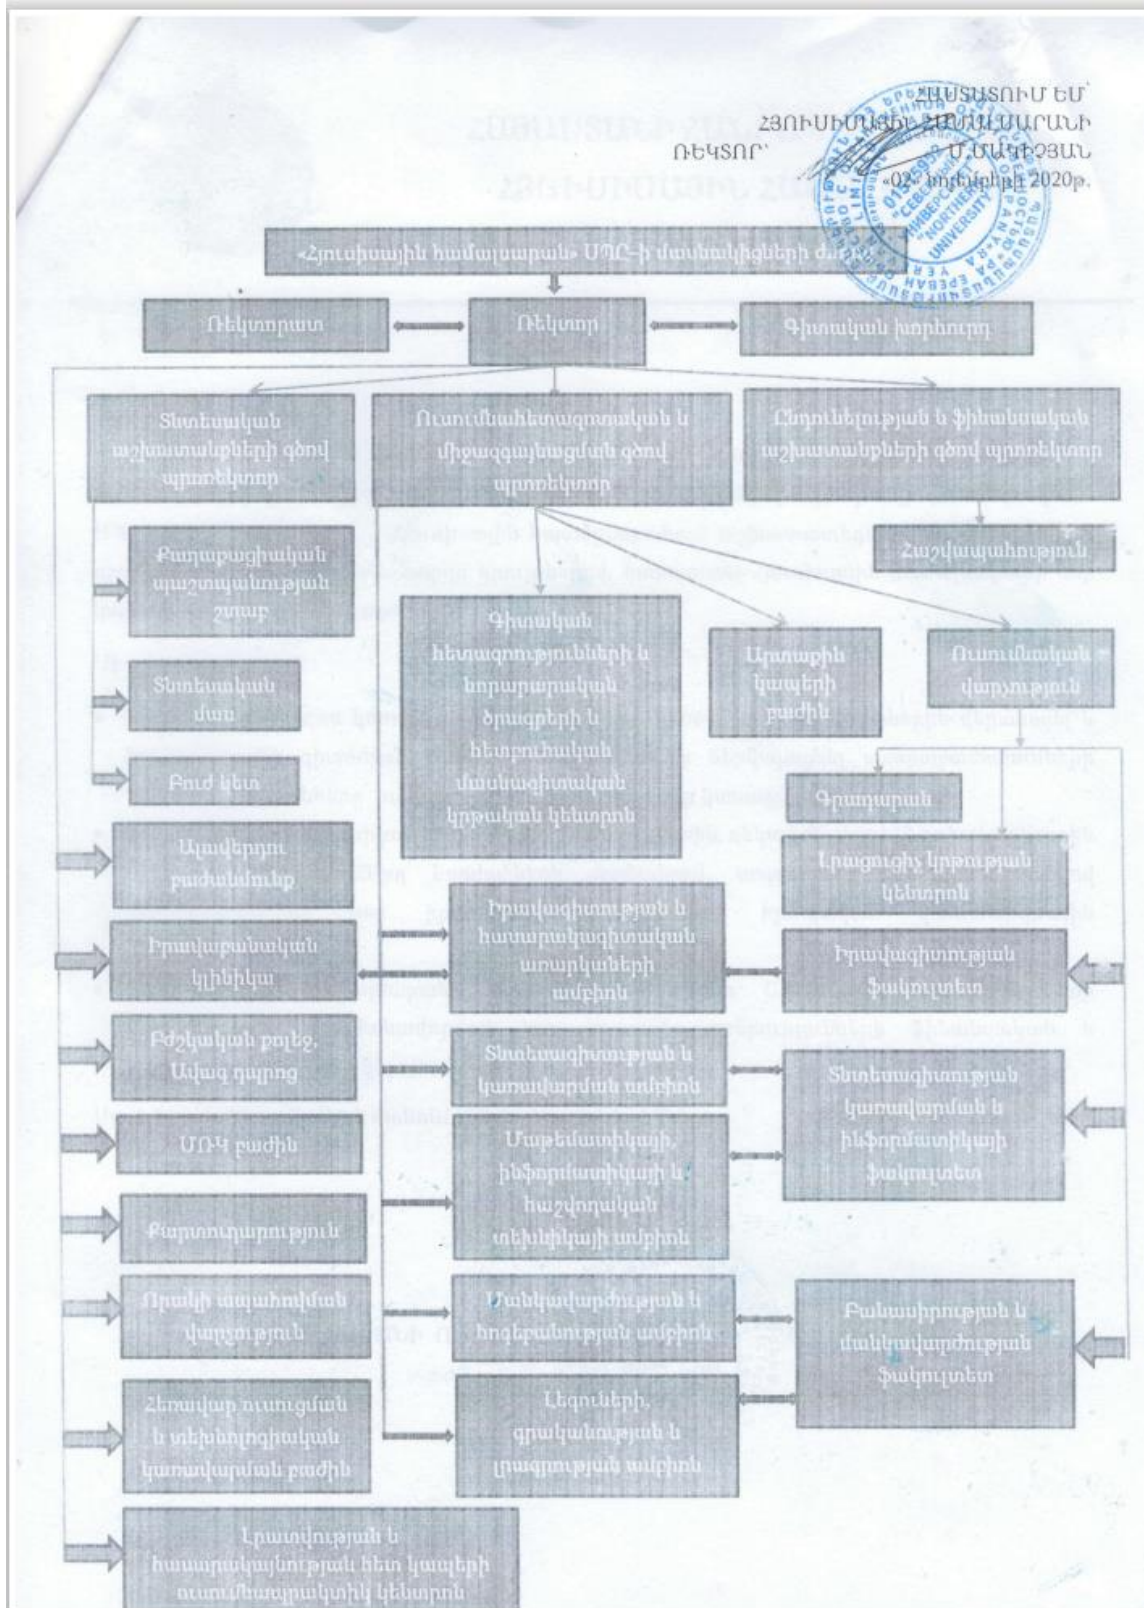 ՀԱՍՏԱՏՈՒՄ ԵՄ՝
ՀՅՈՒՍԻՍԱՅԻՆ ՀԱՄԱԼՍԱՐԱՆԻ
ՌԵԿՏՈՐ՝ Մ.ՄԱԿԻՉՅԱՆ
«02» նոյեմբերի 2020թ.
"NORTHERN
UNIVERSITY"
«Հյուսիսային համալսարան» ՍՊԸ-ի մասնակիցների
Ռեկտորատ
Ռեկտոր
Գիտական խորհուրդ
Տնտեսական
աշխատանքների գծով
պրոռեկտոր
Ուսումնահետազոտական և
միջազգայնացման գծով
պրոռեկտոր
Ընդունելության և ֆինանսական
աշխատանքների գծով պրոռեկտոր
Քաղաքացիական
պաշտպանության
շտաբ
Հաշվապահություն
Գիտական
հետազոտությունների և
նորարարական
ծրագրերի և
հետբուհական
մասնագիտական
կրթական կենտրոն
Արտաքին
կապերի
բաժին
Ուսումնական
վարչություն
Տնտեսական
մաս
Բուժ կետ
Գրադարան
Ալավերդու
բաժանմունք
Լրացուցիչ կրթության
կենտրոն
Իրավաբանական
կլինիկա
Իրավագիտության և
հասարակագիտական
առարկաների
ամբիոն
Իրավագիտության
ֆակուլտետ
Բժշկական քոլեջ,
Ավագ դպրոց
Տնտեսագիտության և
կառավարման ամբիոն
Տնտեսագիտության
կառավարման և
ինֆորմատիկայի
ֆակուլտետ
ՄՌԿ բաժին
Մաթեմատիկայի,
ինֆորմատիկայի և
հաշվողական
տեխնիկայի ամբիոն
Քարտուղարություն
Որակի ապահովման
վարչություն
Մանկավարժության և
հոգեբանության ամբիոն
Բանասիրության և
մանկավարժության
ֆակուլտետ
Հեռավար ուսուցման
և տեխնոլոգիական
կառավարման բաժին
Լեզուների,
գրականության և
լրագրության ամբիոն
Լրատվության և
հասարակայնության հետ կապերի
ուսումնապրակտիկ կենտրոն